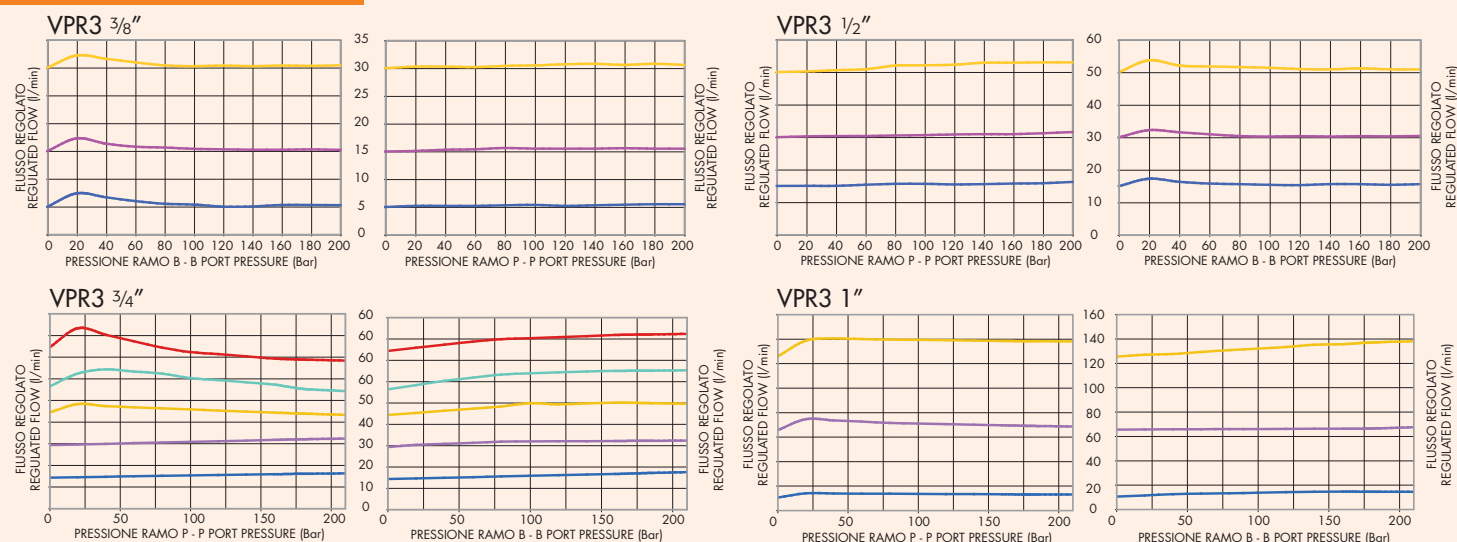 VPR3 3/8"
FLUSSO REGOLATO
REGULATED FLOW (l/min)
0 20 40 60 80 100 120 140 160 180 200
PRESSIONE RAMO B - B PORT PRESSURE (Bar)
35
30
25
20
15
10
5
0
0 20 40 60 80 100 120 140 160 180 200
PRESSIONE RAMO P - P PORT PRESSURE (Bar)
FLUSSO REGOLATO
REGULATED FLOW (l/min)
VPR3 1/2"
FLUSSO REGOLATO
REGULATED FLOW (l/min)
0 20 40 60 80 100 120 140 160 180 200
PRESSIONE RAMO P - P PORT PRESSURE (Bar)
60
50
40
30
20
10
0
0 20 40 60 80 100 120 140 160 180 200
PRESSIONE RAMO B - B PORT PRESSURE (Bar)
FLUSSO REGOLATO
REGULATED FLOW (l/min)
VPR3 3/4"
FLUSSO REGOLATO
REGULATED FLOW (l/min)
0 50 100 150 200
PRESSIONE RAMO P - P PORT PRESSURE (Bar)
60
60
60
60
50
30
20
10
0
0 50 100 150 200
PRESSIONE RAMO B - B PORT PRESSURE (Bar)
FLUSSO REGOLATO
REGULATED FLOW (l/min)
VPR3 1"
FLUSSO REGOLATO
REGULATED FLOW (l/min)
0 50 100 150 200
PRESSIONE RAMO P - P PORT PRESSURE (Bar)
160
140
120
100
80
60
40
20
0
0 50 100 150 200
PRESSIONE RAMO B - B PORT PRESSURE (Bar)
FLUSSO REGOLATO
REGULATED FLOW (l/min)